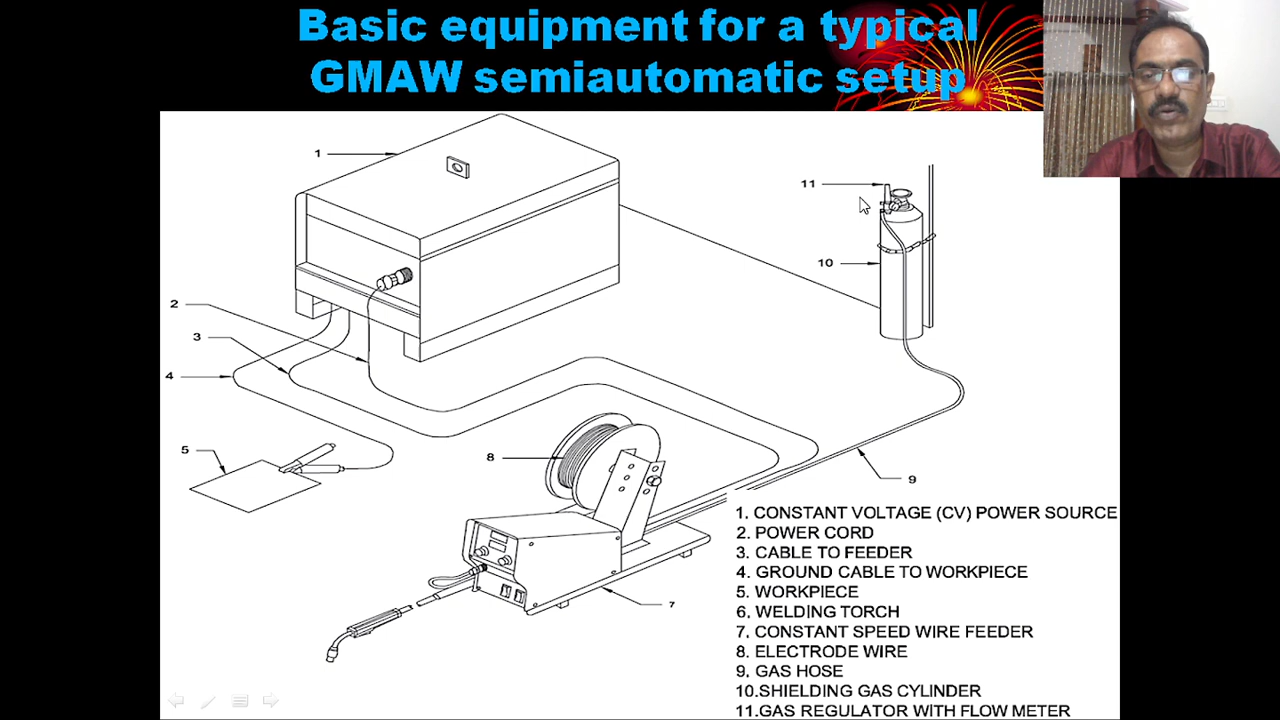 Basic equipment for a typical
GMAW semiautomatic setup
1
11
10
2
3
4
5
8
9
7
1. CONSTANT VOLTAGE (CV) POWER SOURCE
2. POWER CORD
3. CABLE TO FEEDER
4. GROUND CABLE TO WORKPIECE
5. WORKPIECE
6. WELDING TORCH
7. CONSTANT SPEED WIRE FEEDER
8. ELECTRODE WIRE
9. GAS HOSE
10.SHIELDING GAS CYLINDER
11.GAS REGULATOR WITH FLOW METER